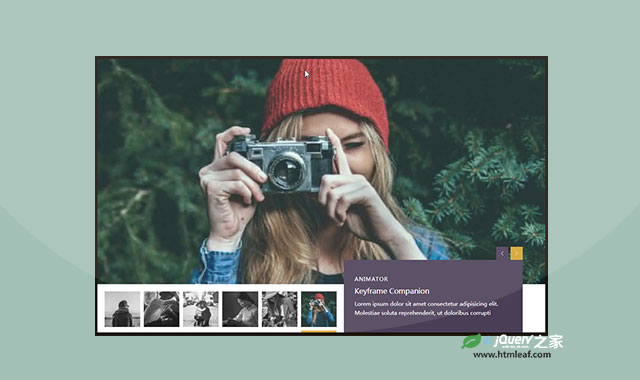 ANIMATOR
Keyframe Companion
Lorem ipsum dolor sit amet consectetur adipisicing elit.
Molestiae soluta reprehenderit, ut doloribus corrupti
jQuery之家
www.htmleaf.com